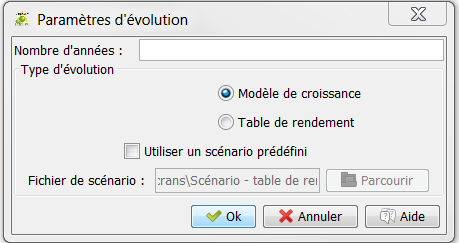 Paramètres d'évolution
Nombre d'années :
Type d'évolution
Modèle de croissance
Table de rendement
Utiliser un scénario prédéfini
Fichier de scénario : :rans\Scénario - table de rer Parcourir
Ok Annuler Aide